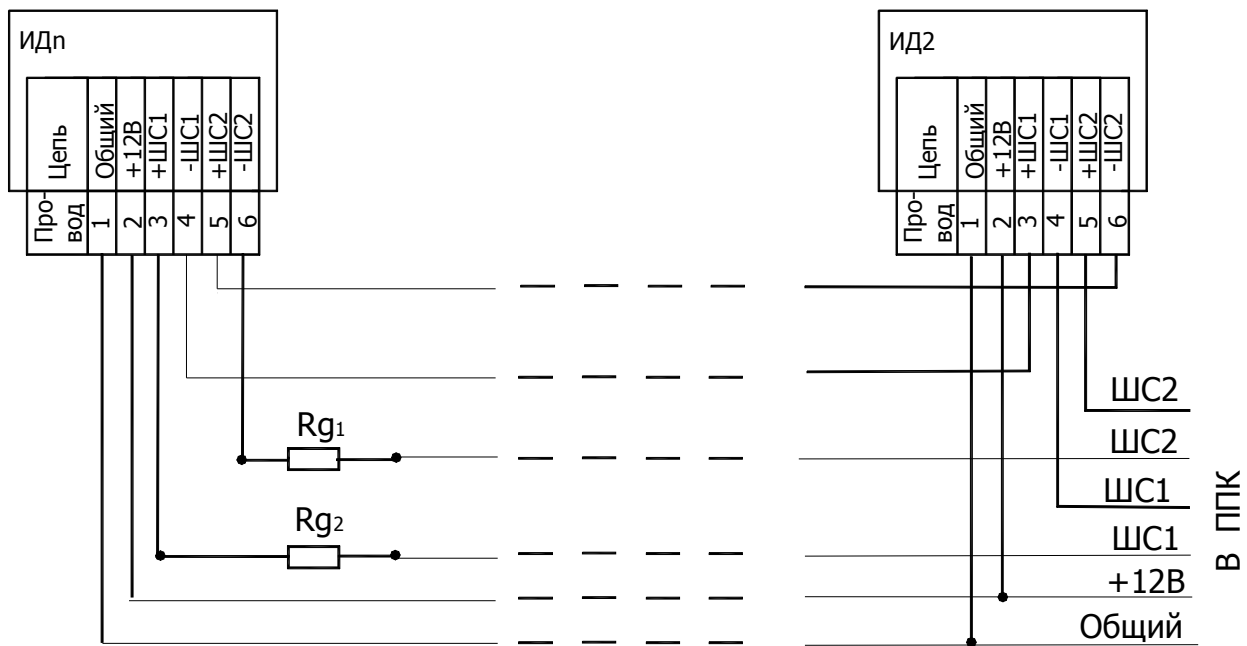 ИДn
Про-
вод
Цепь
1
Общий
2
+12В
3
+ШС1
4
-ШС1
5
+ШС2
6
-ШС2
ИД2
Про-
вод
Цепь
1
Общий
2
+12В
3
+ШС1
4
-ШС1
5
+ШС2
6
-ШС2
Rg1
Rg2
ШС2
ШС2
ШС1
ШС1
+12В
Общий
В ППК